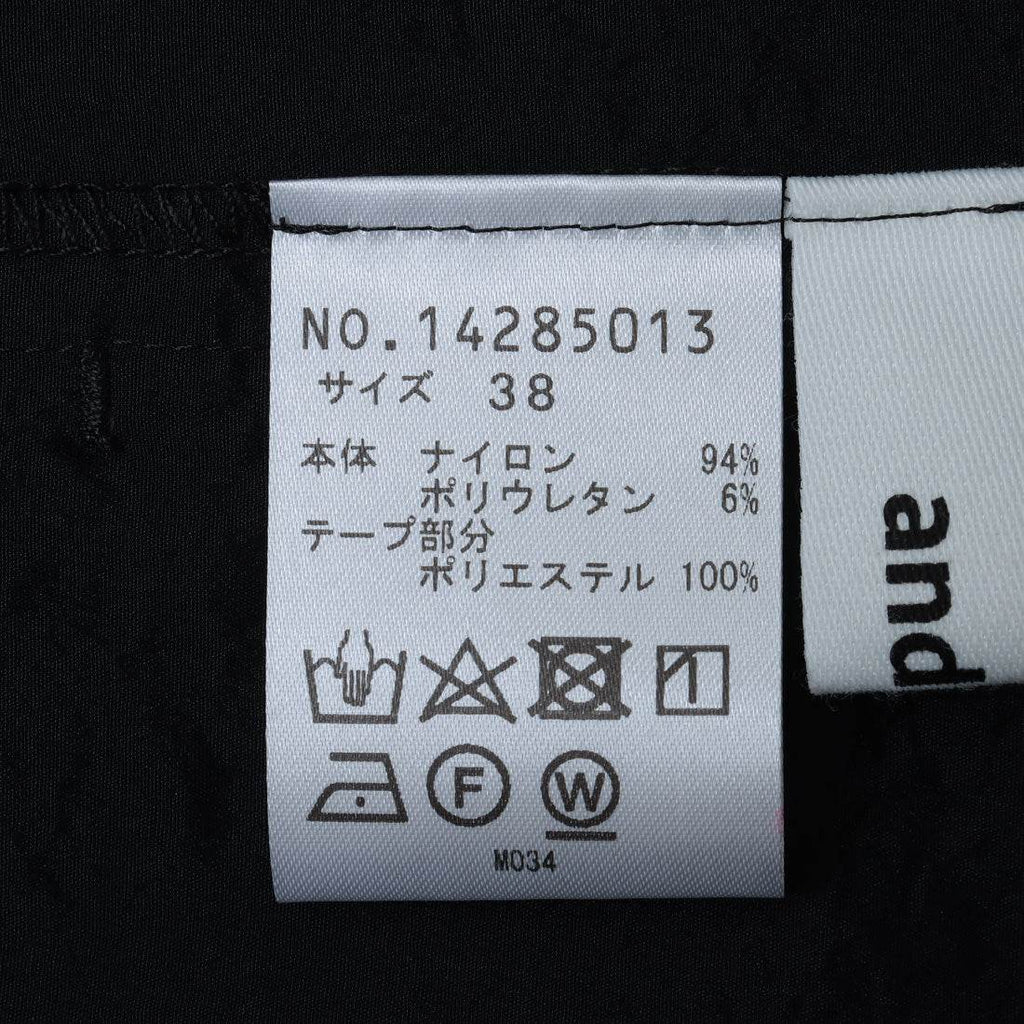 NO.14285013
サイズ 38
本体 ナイロン 94%
ポリウレタン 6%
テープ部分
ポリエステル 100%
F W
M034
and